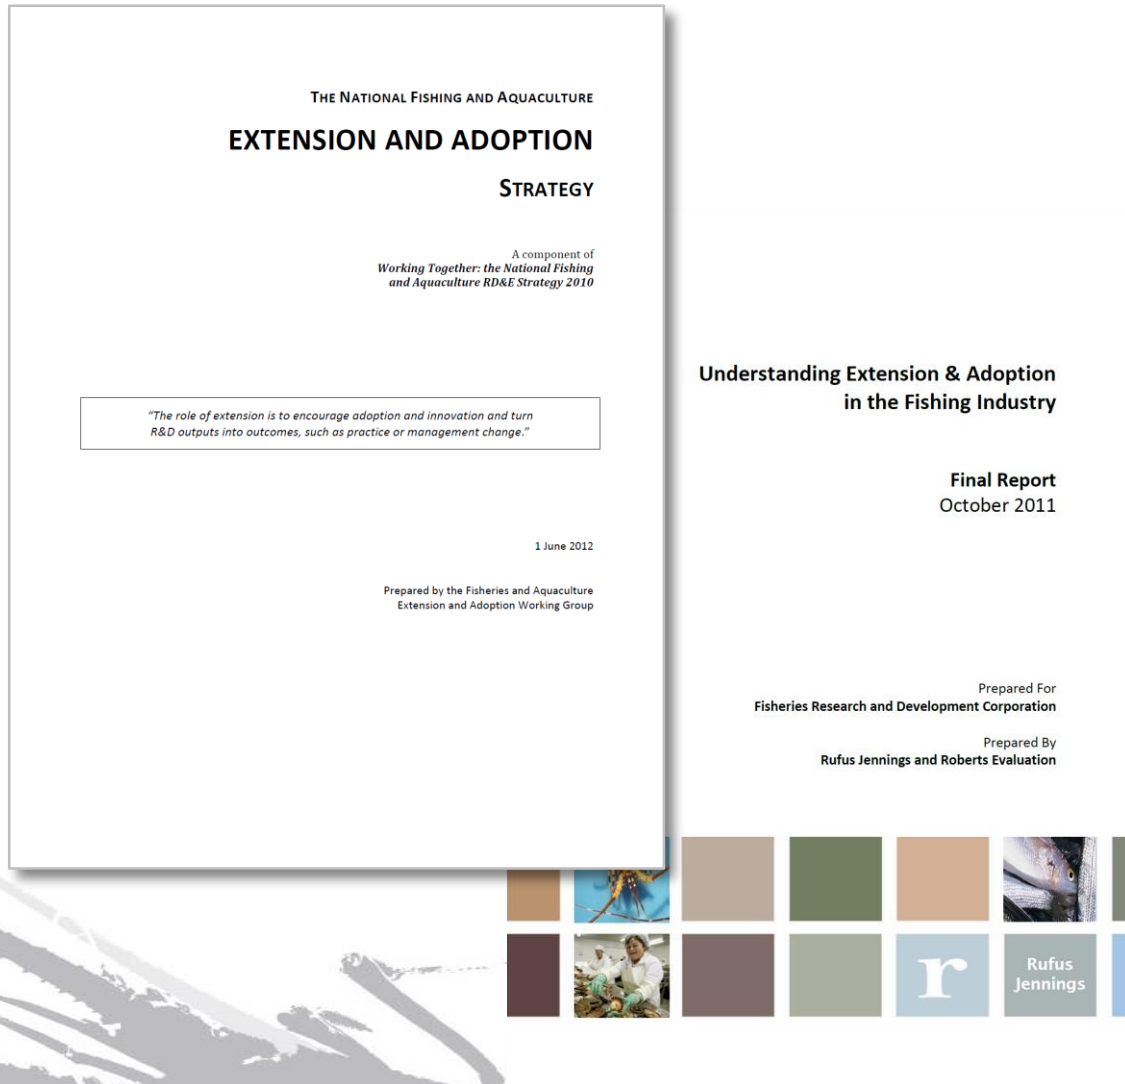 THE NATIONAL FISHING AND AQUACULTURE
EXTENSION AND ADOPTION
STRATEGY
A component of
Working Together: the National Fishing
and Aquaculture RD&E Strategy 2010
"The role of extension is to encourage adoption and innovation and turn
R&D outputs into outcomes, such as practice or management change."
1 June 2012
Prepared by the Fisheries and Aquaculture
Extension and Adoption Working Group
Understanding Extension & Adoption
in the Fishing Industry
Final Report
October 2011
Prepared For
Fisheries Research and Development Corporation
Prepared By
Rufus Jennings and Roberts Evaluation
r
Rufus
Jennings